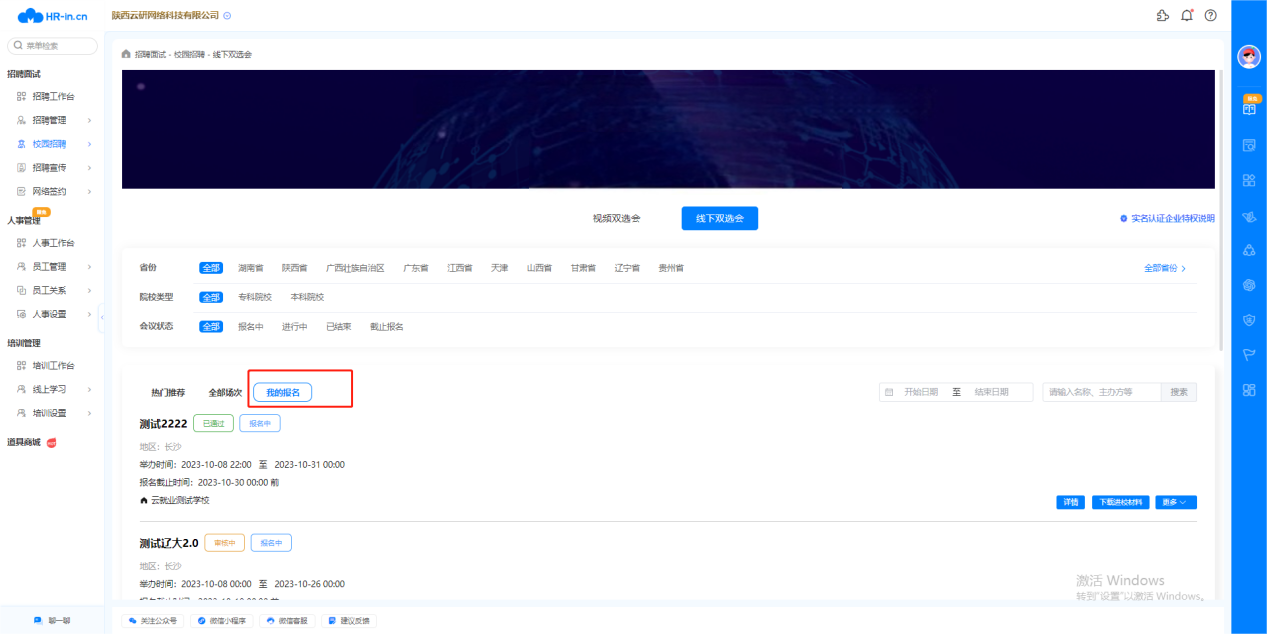 HR-in.cn
陕西云研网络科技有限公司
菜单检索
招聘面试
招聘工作台
招聘管理
校园招聘
招聘宣传
网络签约
人事管理
人事工作台
员工管理
员工关系
人事设置
培训管理
培训工作台
线上学习
培训设置
道具商城
聊一聊
招聘面试 - 校园招聘 - 线下双选会
视频双选会 线下双选会 实名认证企业特权说明
省份 全部 湖南省 陕西省 广西壮族自治区 广东省 江西省 天津 山西省 甘肃省 辽宁省 贵州省 全部省份
院校类型 全部 专科院校 本科院校
会议状态 全部 报名中 进行中 已结束 截止报名
热门推荐 全部场次 我的报名 开始日期 至 结束日期 请输入名称、主办方等 搜索
测试2222 已通过 报名中
地区：长沙
举办时间：2023-10-08 22:00 至 2023-10-31 00:00
报名截止时间：2023-10-30 00:00 前
云就业测试学校
详情 下载进校材料 更多
测试辽大2.0 审核中 报名中
地区：长沙
举办时间：2023-10-08 00:00 至 2023-10-26 00:00
激活 Windows
转到"设置"以激活 Windows。
关注公众号 微信小程序 微信客服 建议反馈